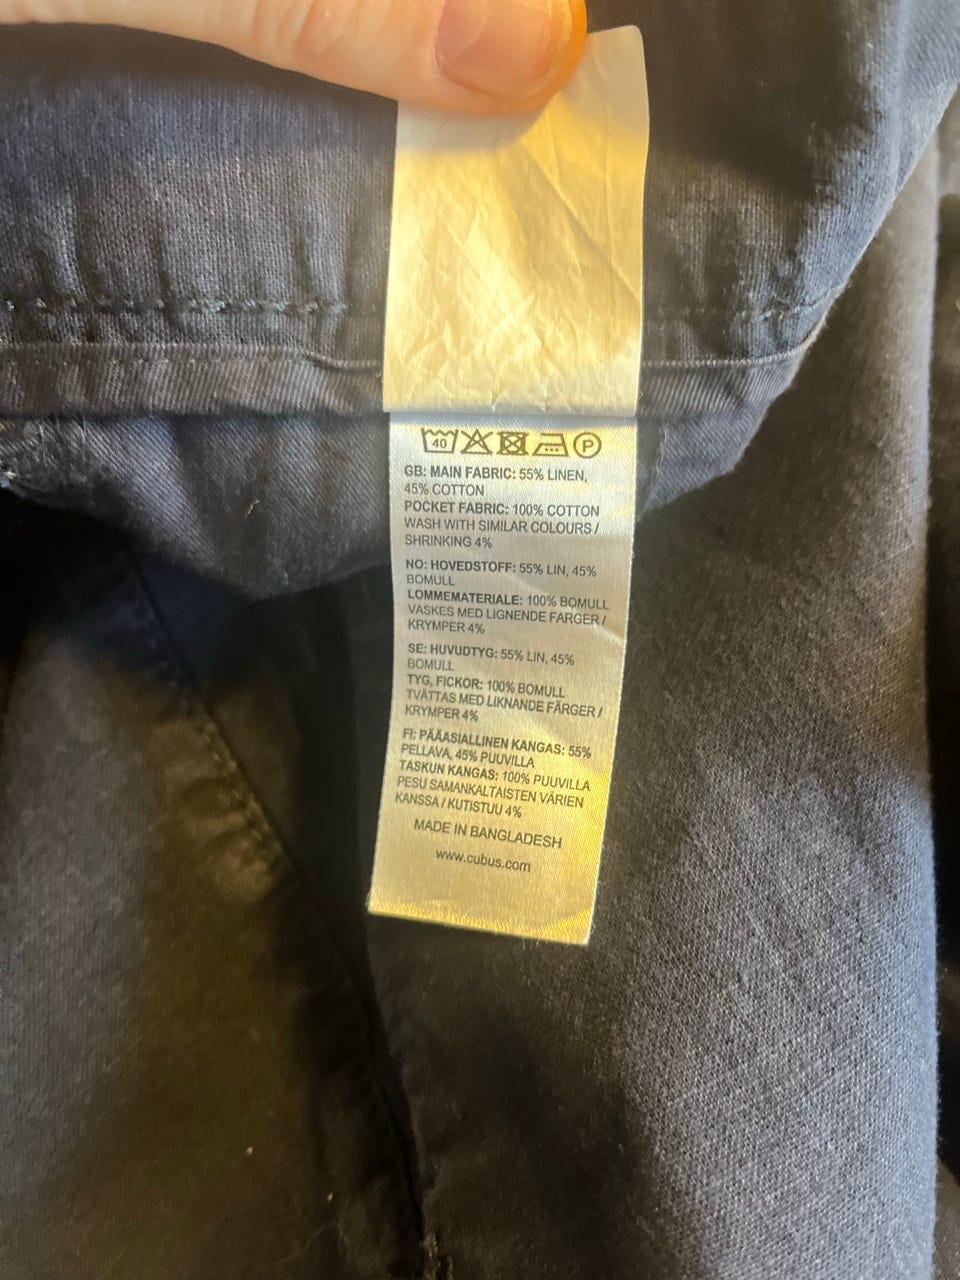 40 P
GB: MAIN FABRIC: 55% LINEN,
45% COTTON
POCKET FABRIC: 100% COTTON
WASH WITH SIMILAR COLOURS /
SHRINKING 4%
NO: HOVEDSTOFF: 55% LIN, 45%
BOMULL
LOMMEMATERIALE: 100% BOMULL
VASKES MED LIGNENDE FARGER /
KRYMPER 4%
SE: HUVUDTYG: 55% LIN, 45%
BOMULL
TYG, FICKOR: 100% BOMULL
TVÄTTAS MED LIKNANDE FÄRGER /
KRYMPER 4%
FI: PÄÄASIALLINEN KANGAS: 55%
PELLAVA, 45% PUUVILLA
TASKUN KANGAS: 100% PUUVILLA
PESU SAMANKALTAISTEN VÄRIEN
KANSSA / KUTISTUU 4%
MADE IN BANGLADESH
www.cubus.com